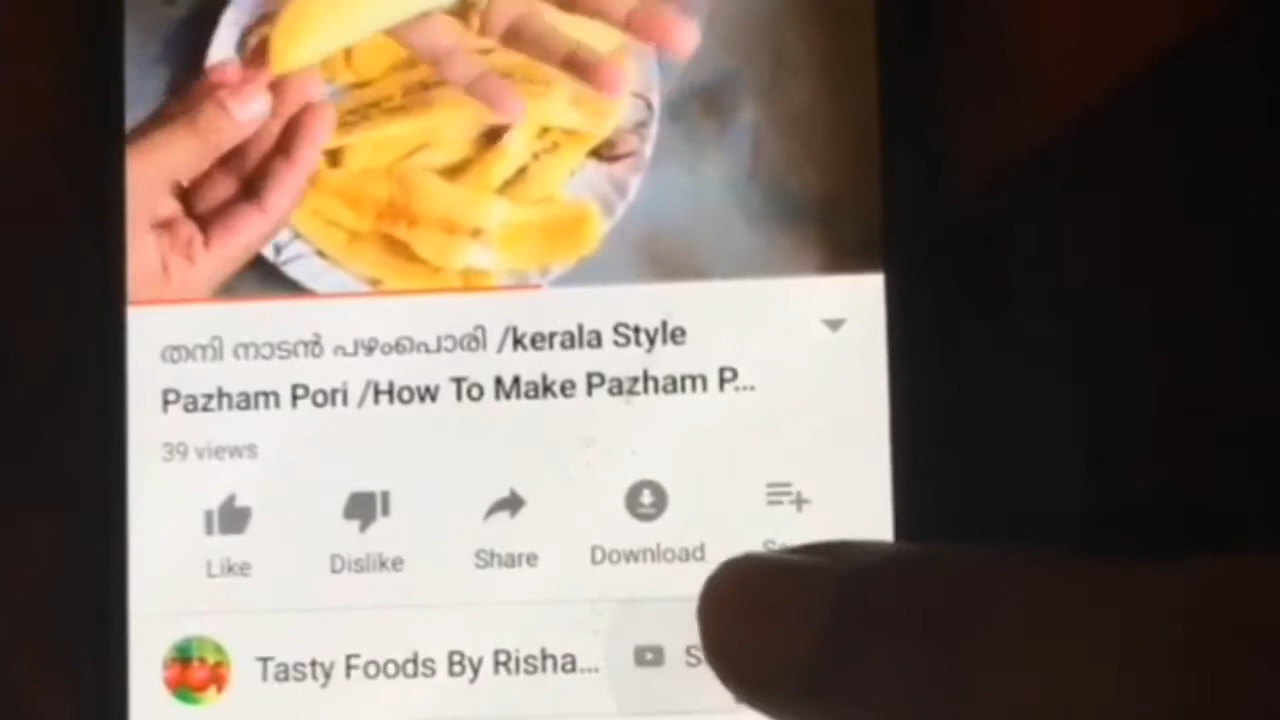 തനി നാടൻ പഴംപൊരി /kerala Style
Pazham Pori /How To Make Pazham P...
39 views
Like
Dislike
Share
Download
Tasty Foods By Risha...